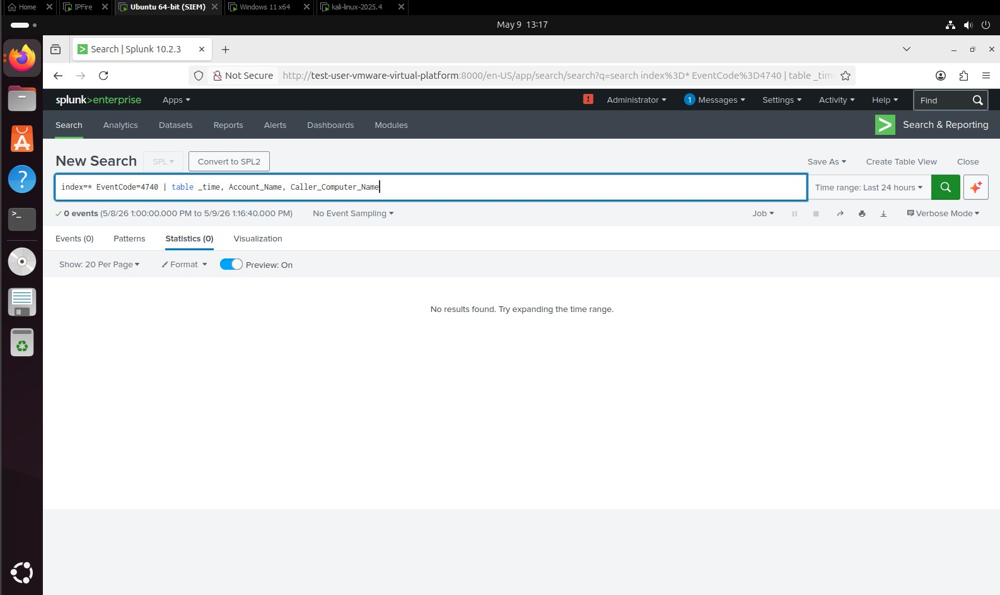 Home
IPFire
Ubuntu 64-bit (SIEM)
Windows 11 x64
kali-linux-2025.4
May 9 13:17
Search | Splunk 10.2.3
Not Secure
http://test-user-vmware-virtual-platform:8000/en-US/app/search/search?q=search index%3D* EventCode%3D4740 | table _time
splunk>enterprise
Apps
!
Administrator
1 Messages
Settings
Activity
Help
Find
Search
Analytics
Datasets
Reports
Alerts
Dashboards
Modules
> Search & Reporting
New Search
SPL
Convert to SPL2
Save As
Create Table View
Close
index=* EventCode=4740 | table _time, Account_Name, Caller_Computer_Name
Time range: Last 24 hours
0 events (5/8/26 1:00:00.000 PM to 5/9/26 1:16:40.000 PM)
No Event Sampling
Job
Verbose Mode
Events (0)
Patterns
Statistics (0)
Visualization
Show: 20 Per Page
Format
Preview: On
No results found. Try expanding the time range.